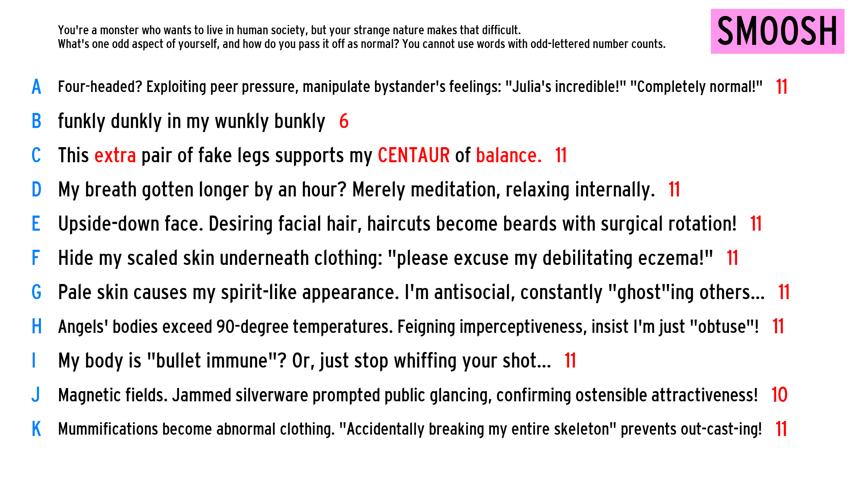 You're a monster who wants to live in human society, but your strange nature makes that difficult.
What's one odd aspect of yourself, and how do you pass it off as normal? You cannot use words with odd-lettered number counts.
SMOOSH
A Four-headed? Exploiting peer pressure, manipulate bystander's feelings: "Julia's incredible!" "Completely normal!" 11
B funkly dunkly in my wunkly bunkly 6
C This extra pair of fake legs supports my CENTAUR of balance. 11
D My breath gotten longer by an hour? Merely meditation, relaxing internally. 11
E Upside-down face. Desiring facial hair, haircuts become beards with surgical rotation! 11
F Hide my scaled skin underneath clothing: "please excuse my debilitating eczema!" 11
G Pale skin causes my spirit-like appearance. I'm antisocial, constantly "ghost"ing others... 11
H Angels' bodies exceed 90-degree temperatures. Feigning imperceptiveness, insist I'm just "obtuse"! 11
I My body is "bullet immune"? Or, just stop whiffing your shot... 11
J Magnetic fields. Jammed silverware prompted public glancing, confirming ostensible attractiveness! 10
K Mummifications become abnormal clothing. "Accidentally breaking my entire skeleton" prevents out-cast-ing! 11